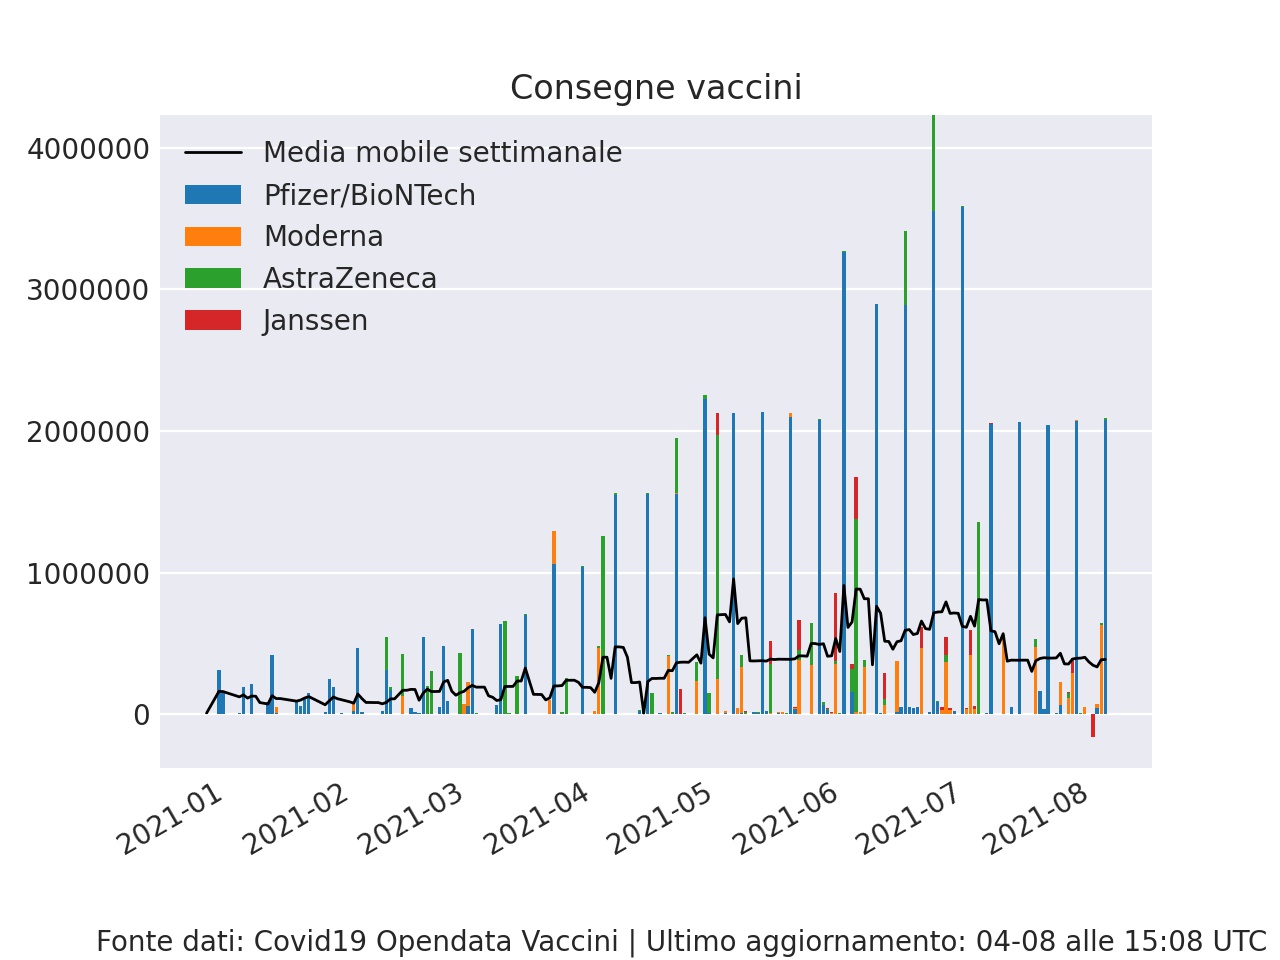 Consegne vaccini
4000000
3000000
2000000
1000000
0
Media mobile settimanale
Pfizer/BioNTech
Moderna
AstraZeneca
Janssen
2021-01
2021-02
2021-03
2021-04
2021-05
2021-06
2021-07
2021-08
Fonte dati: Covid19 Opendata Vaccini | Ultimo aggiornamento: 04-08 alle 15:08 UTC